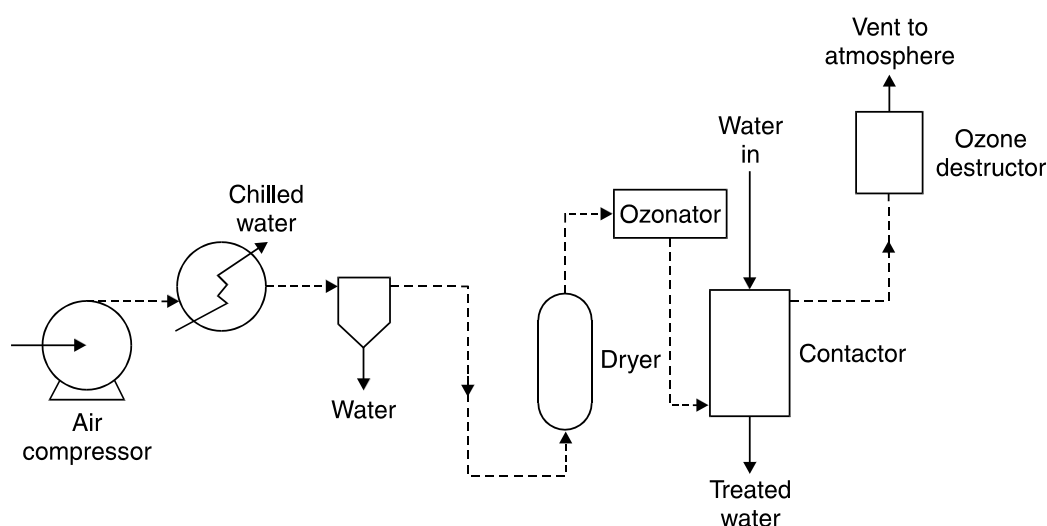 Vent to
atmosphere
Ozone
destructor
Water
in
Chilled
water
Ozonator
Dryer
Contactor
Water
Air
compressor
Treated
water